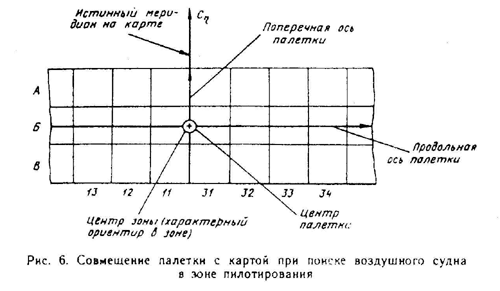 Истинный мери-
диан на карте
Си
Поперечная ось
палетки
А
Б
В
Продольная
ось палетки
13 12 11 31 32 33 34
Центр зоны (характерный
ориентир в зоне)
Центр
палетки
Рис. 6. Совмещение палетки с картой при поиске воздушного судна
в зоне пилотирования